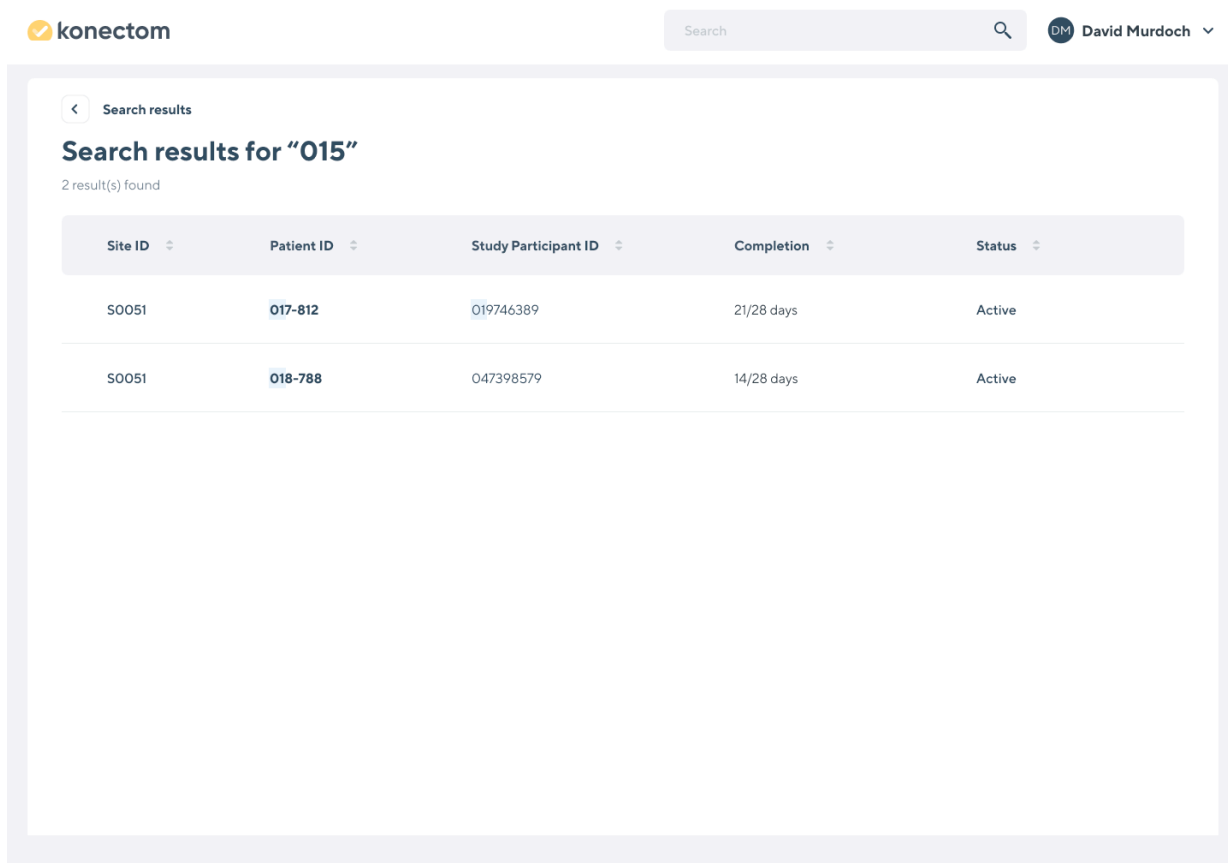 konectom
Search
DM David Murdoch
Search results
Search results for “015”
2 result(s) found
Site ID Patient ID Study Participant ID Completion Status
S0051 017-812 019746389 21/28 days Active
S0051 018-788 047398579 14/28 days Active